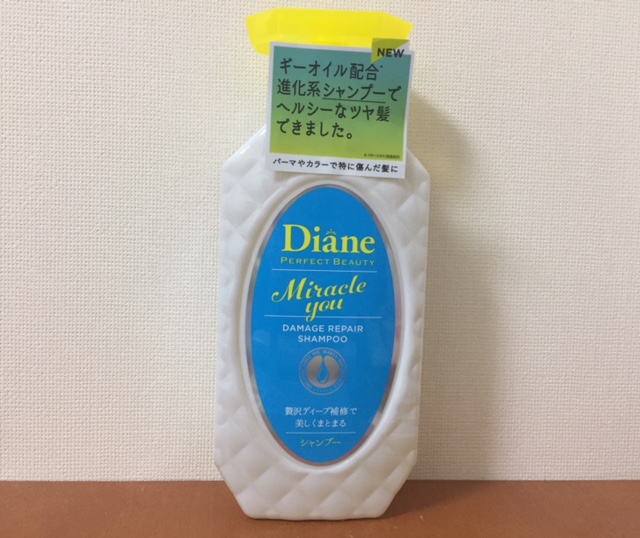 NEW
ギーオイル配合*
進化系シャンプーで
ヘルシーなツヤ髪
できました。
パーマやカラーで特に傷んだ髪に
Diane
PERFECT BEAUTY
Miracle
you
DAMAGE REPAIR
SHAMPOO
贅沢ディープ補修で
美しくまとまる
シャンプー